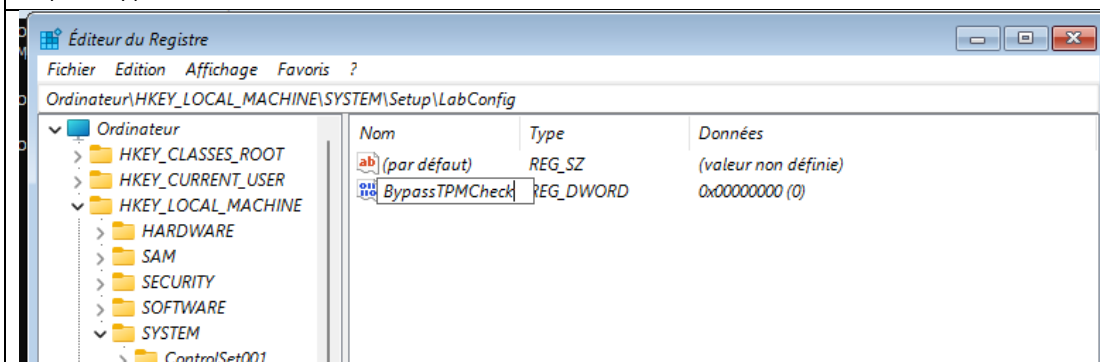 Éditeur du Registre
Fichier Edition Affichage Favoris ?
Ordinateur\HKEY_LOCAL_MACHINE\SYSTEM\Setup\LabConfig
Ordinateur
HKEY_CLASSES_ROOT
HKEY_CURRENT_USER
HKEY_LOCAL_MACHINE
HARDWARE
SAM
SECURITY
SOFTWARE
SYSTEM
ControlSet001
Nom Type Données
(par défaut) REG_SZ (valeur non définie)
BypassTPMCheck REG_DWORD 0x00000000 (0)